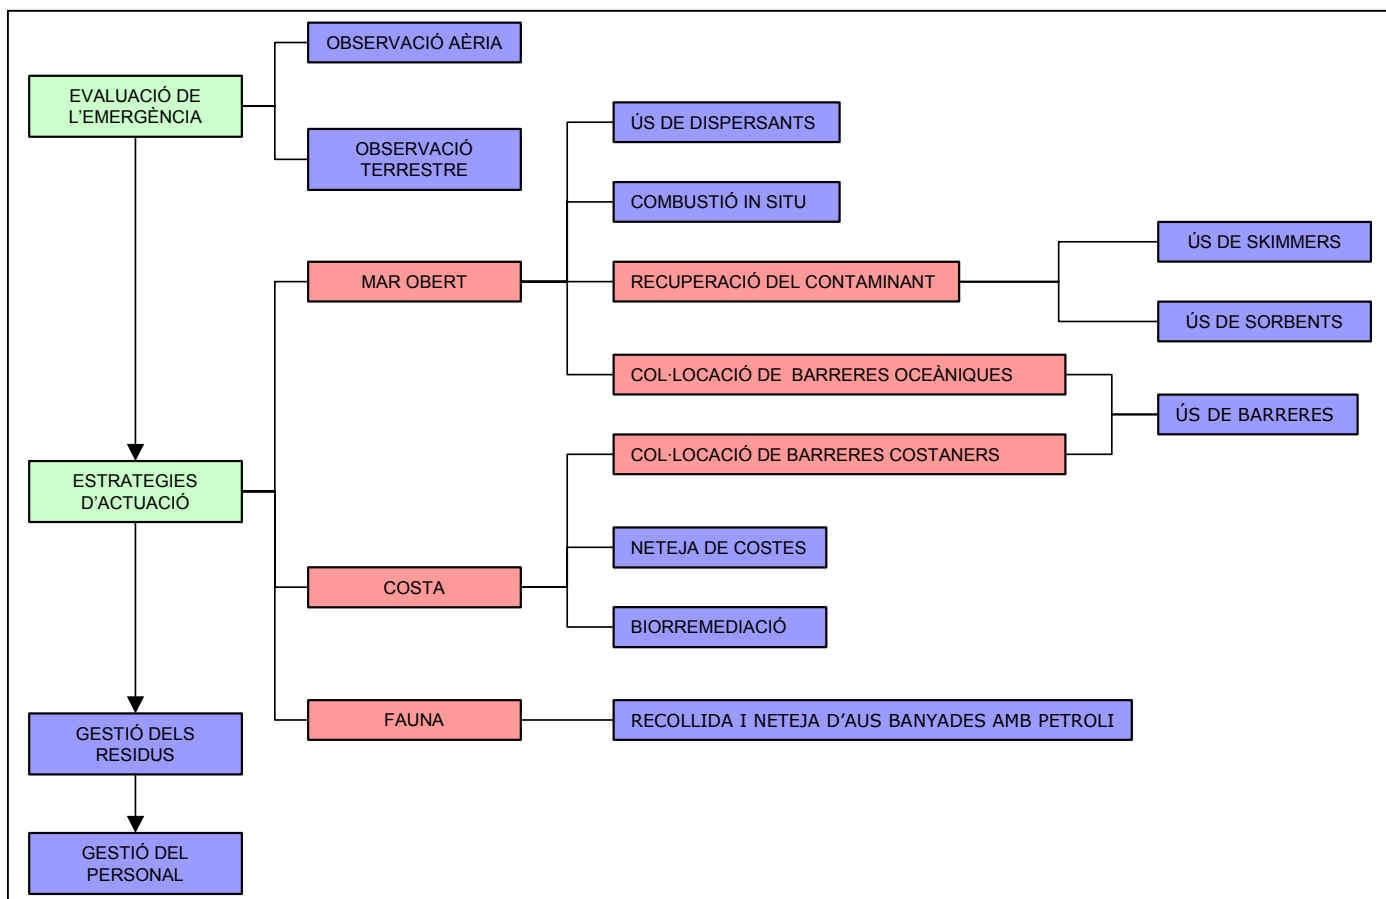 OBSERVACIÓ AÈRIA
EVALUACIÓ DE
L'EMERGÈNCIA
OBSERVACIÓ
TERRESTRE
ÚS DE DISPERSANTS
COMBUSTIÓ IN SITU
MAR OBERT
RECUPERACIÓ DEL CONTAMINANT
ÚS DE SKIMMERS
ÚS DE SORBENTS
COL·LOCACIÓ DE BARRERES OCEÀNIQUES
ÚS DE BARRERES
COL·LOCACIÓ DE BARRERES COSTANERS
ESTRATEGIES
D'ACTUACIÓ
NETEJA DE COSTES
COSTA
BIORREMEDIACIÓ
FAUNA
RECOLLIDA I NETEJA D'AUS BANYADES AMB PETROLI
GESTIÓ DELS
RESIDUS
GESTIÓ DEL
PERSONAL